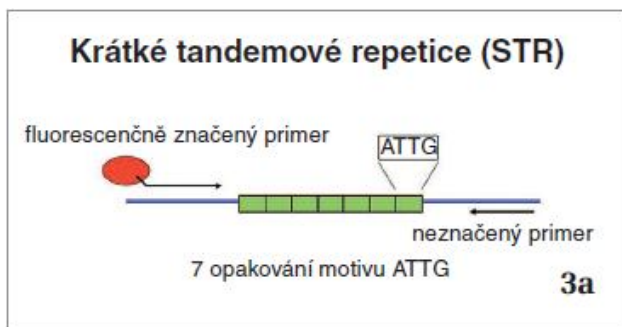 Krátké tandemové repetice (STR)
fluorescenčně značený primer
ATTG
neznačený primer
7 opakování motivu ATTG
3a